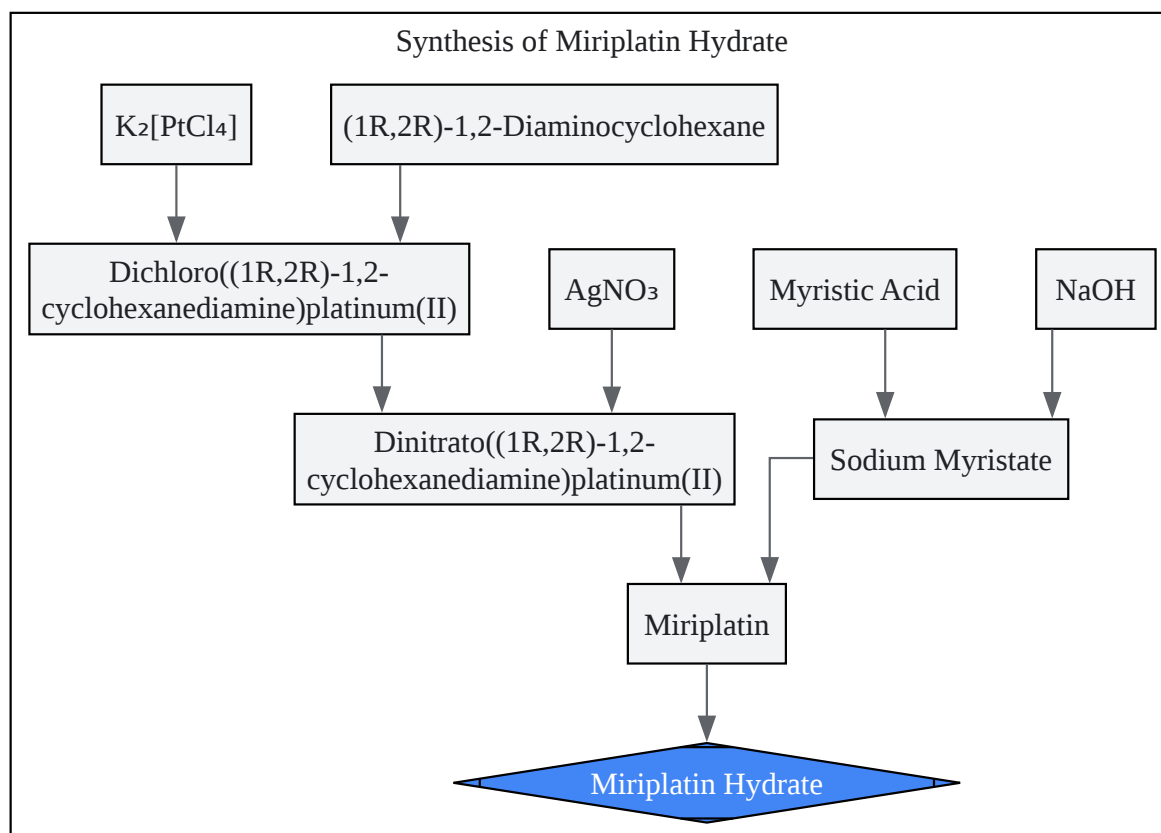 Synthesis of Miriplatin Hydrate
K₂[PtCl₄]
(1R,2R)-1,2-Diaminocyclohexane
Dichloro((1R,2R)-1,2-
cyclohexanediamine)platinum(II)
AgNO₃
Myristic Acid
NaOH
Dinitrato((1R,2R)-1,2-
cyclohexanediamine)platinum(II)
Sodium Myristate
Miriplatin
Miriplatin Hydrate